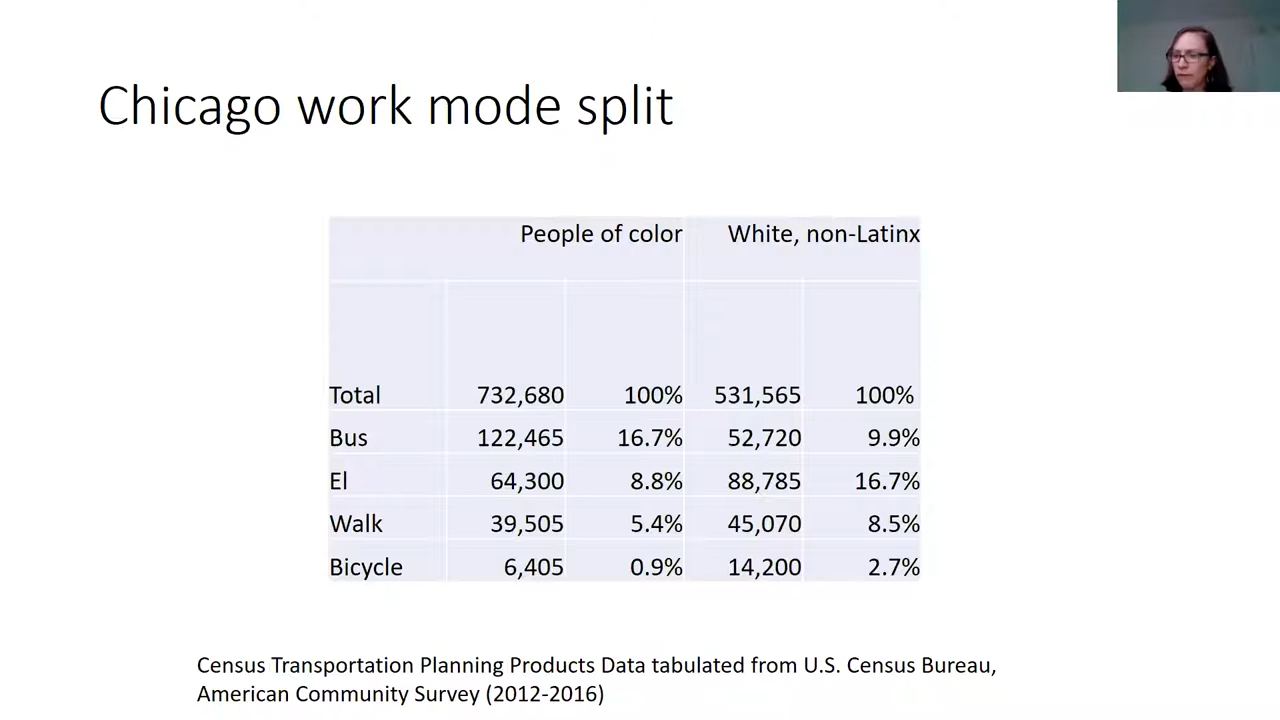 Chicago work mode split
People of color White, non-Latinx
Total 732,680 100% 531,565 100%
Bus 122,465 16.7% 52,720 9.9%
El 64,300 8.8% 88,785 16.7%
Walk 39,505 5.4% 45,070 8.5%
Bicycle 6,405 0.9% 14,200 2.7%
Census Transportation Planning Products Data tabulated from U.S. Census Bureau,
American Community Survey (2012-2016)